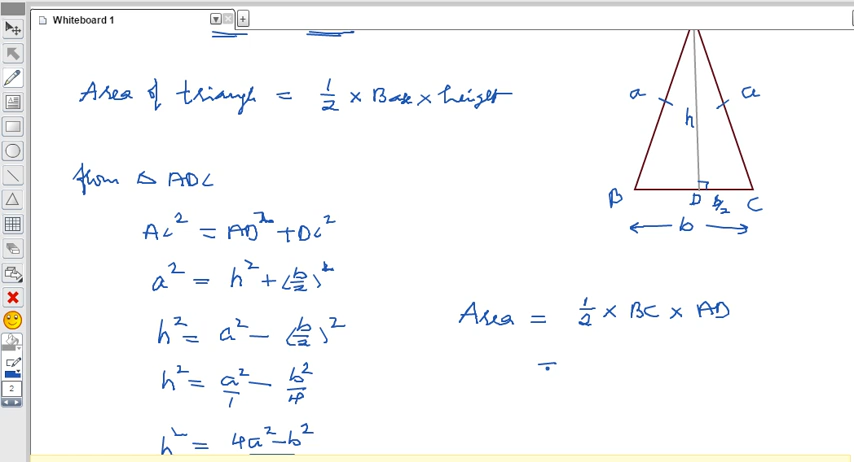 Whiteboard 1
Area of triangle = 1/2 × Base × height
from △ ADC
AC² = AD² + DC²
a² = h² + (b/2)²
h² = a² − (b/2)²
h² = a²/1 − b²/4
h² = 4a² − b²
a
a
h
B
D
b/2
C
b
Area = 1/2 × BC × AD
=
2